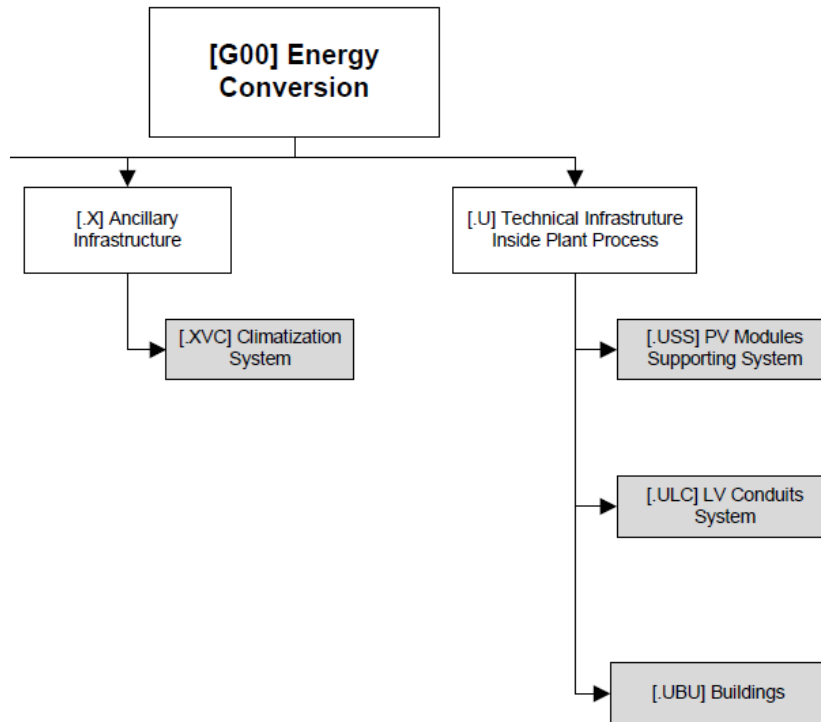 [G00] Energy
Conversion
[.X] Ancillary
Infrastructure
[.U] Technical Infrastruture
Inside Plant Process
[.XVC] Climatization
System
[.USS] PV Modules
Supporting System
[.ULC] LV Conduits
System
[.UBU] Buildings